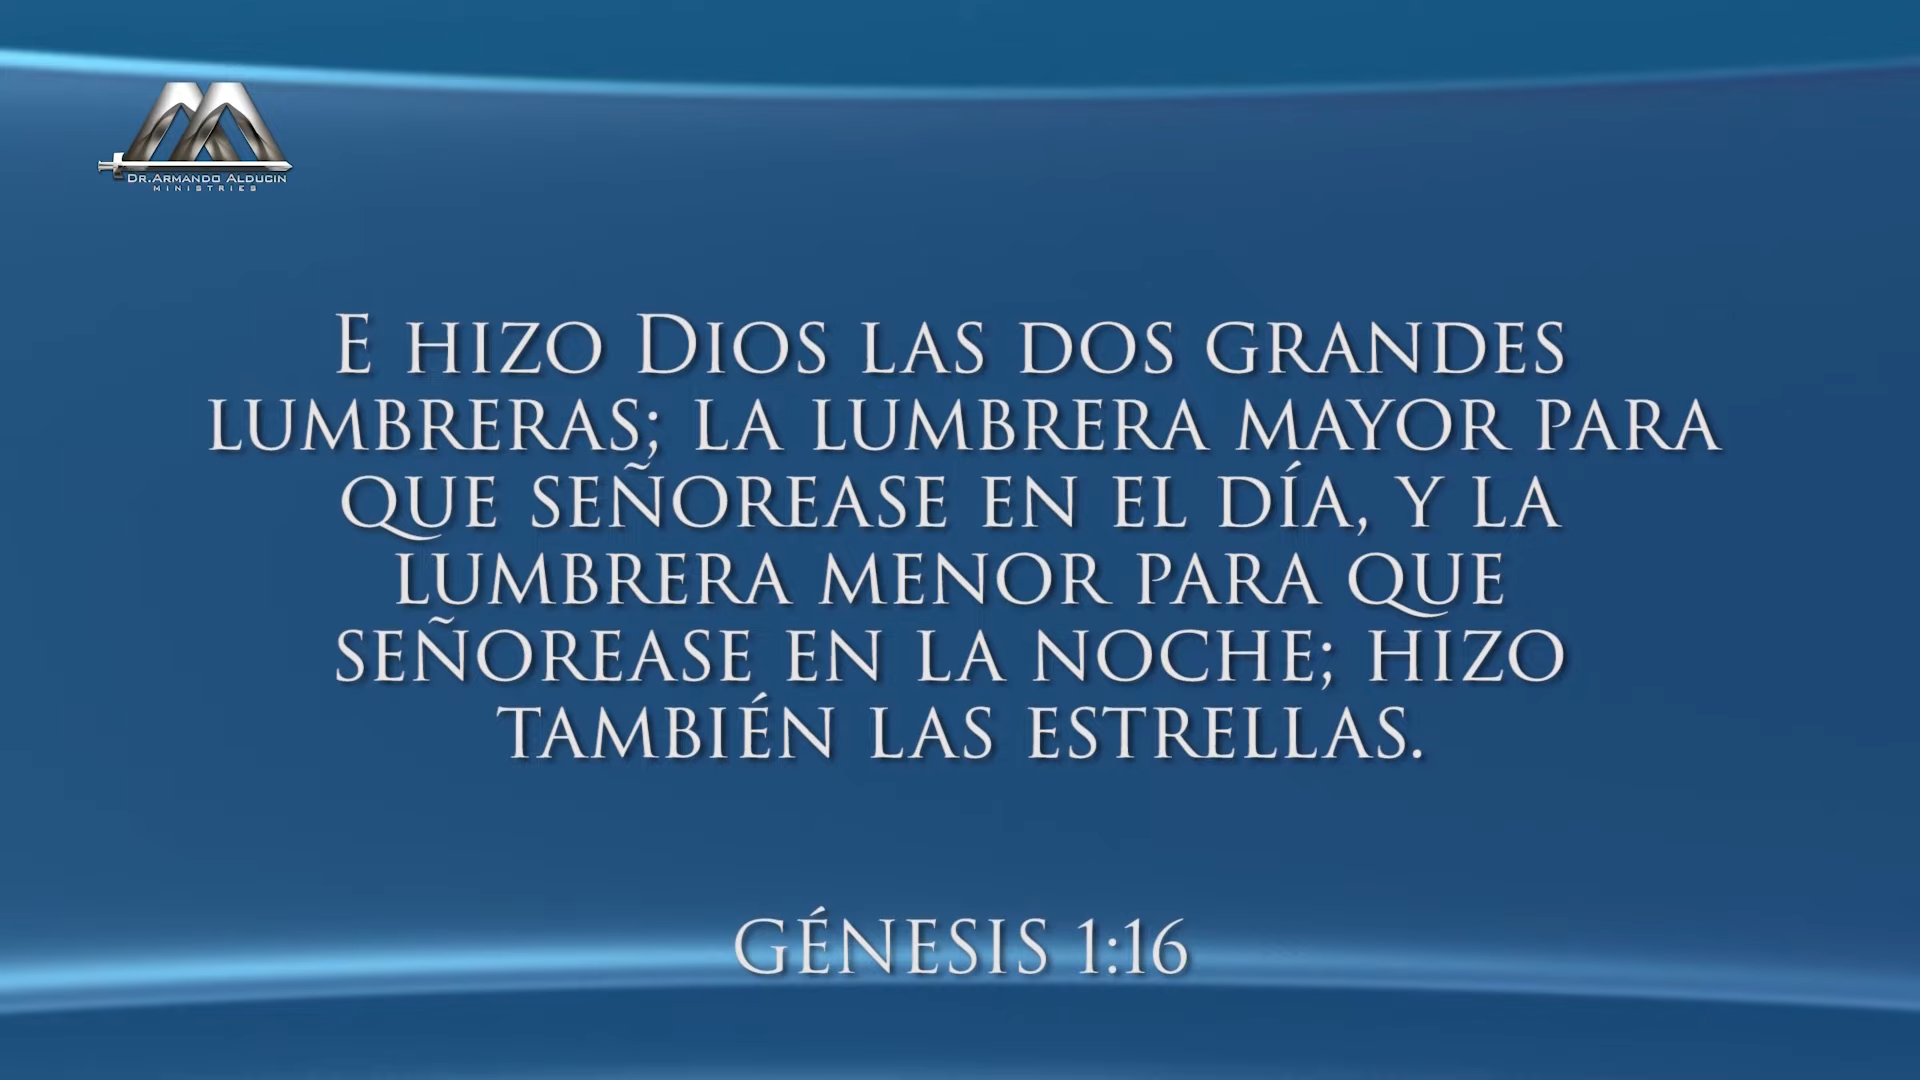 DR. ARMANDO ALDUCIN
MINISTRIES
E HIZO DIOS LAS DOS GRANDES
LUMBRERAS; LA LUMBRERA MAYOR PARA
QUE SEÑOREASE EN EL DÍA, Y LA
LUMBRERA MENOR PARA QUE
SEÑOREASE EN LA NOCHE; HIZO
TAMBIÉN LAS ESTRELLAS.
GÉNESIS 1:16